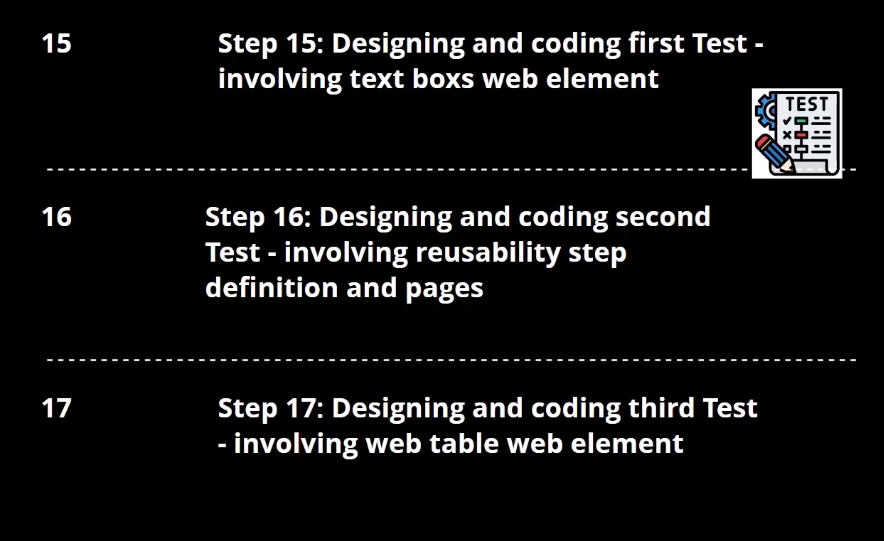 15
Step 15: Designing and coding first Test -
involving text boxs web element
TEST
16
Step 16: Designing and coding second
Test - involving reusability step
definition and pages
17
Step 17: Designing and coding third Test
- involving web table web element